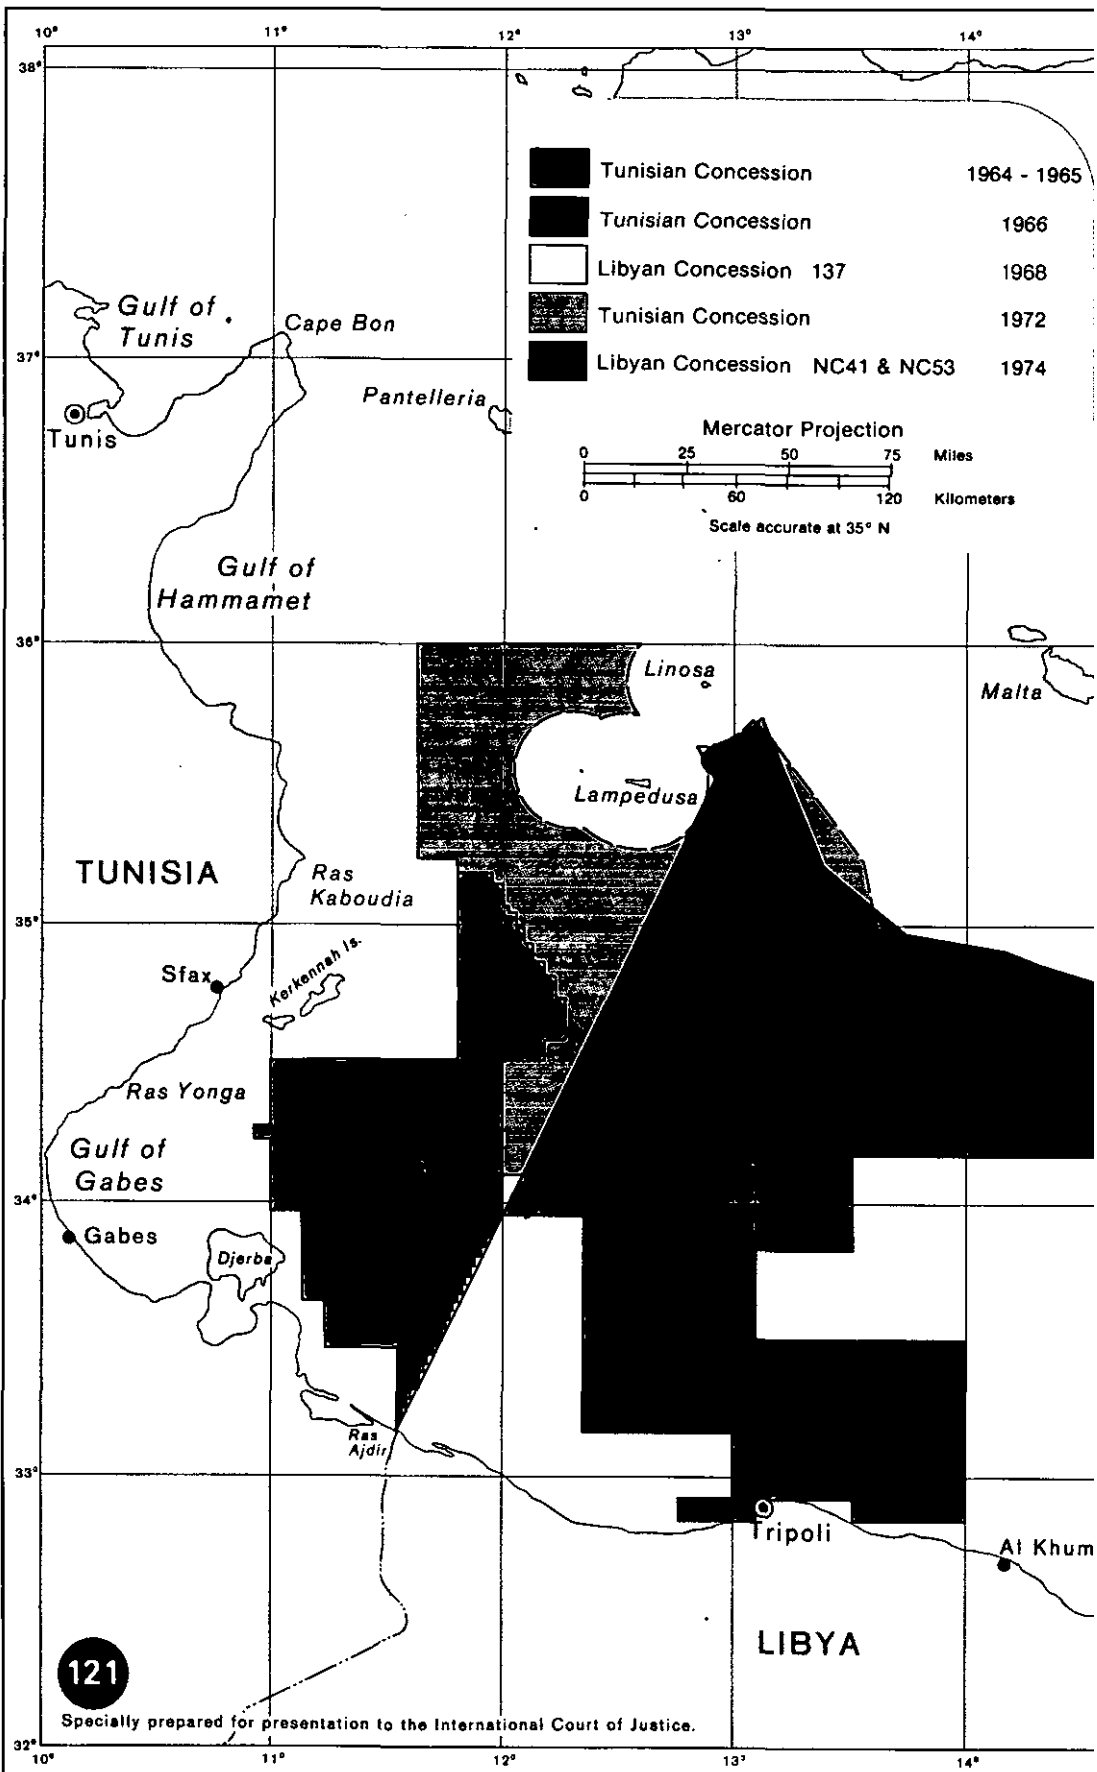 10° 11° 12° 13° 14°
38°
Tunisian Concession 1964 - 1965
Tunisian Concession 1966
Libyan Concession 137 1968
Tunisian Concession 1972
Libyan Concession NC41 & NC53 1974
Gulf of
Tunis
Cape Bon
37°
Pantelleria
Tunis
Mercator Projection
0 25 50 75 Miles
0 60 120 Kilometers
Scale accurate at 35° N
Gulf of
Hammamet
36°
Linosa
Malta
Lampedusa
TUNISIA
Ras
Kaboudia
35°
Sfax
Kerkennah Is.
Ras Yonga
Gulf of
Gabes
34°
Gabes
Djerba
Ras
Ajdir
33°
Tripoli
Al Khum
LIBYA
121
Specially prepared for presentation to the International Court of Justice.
32°
10° 11° 12° 13° 14°